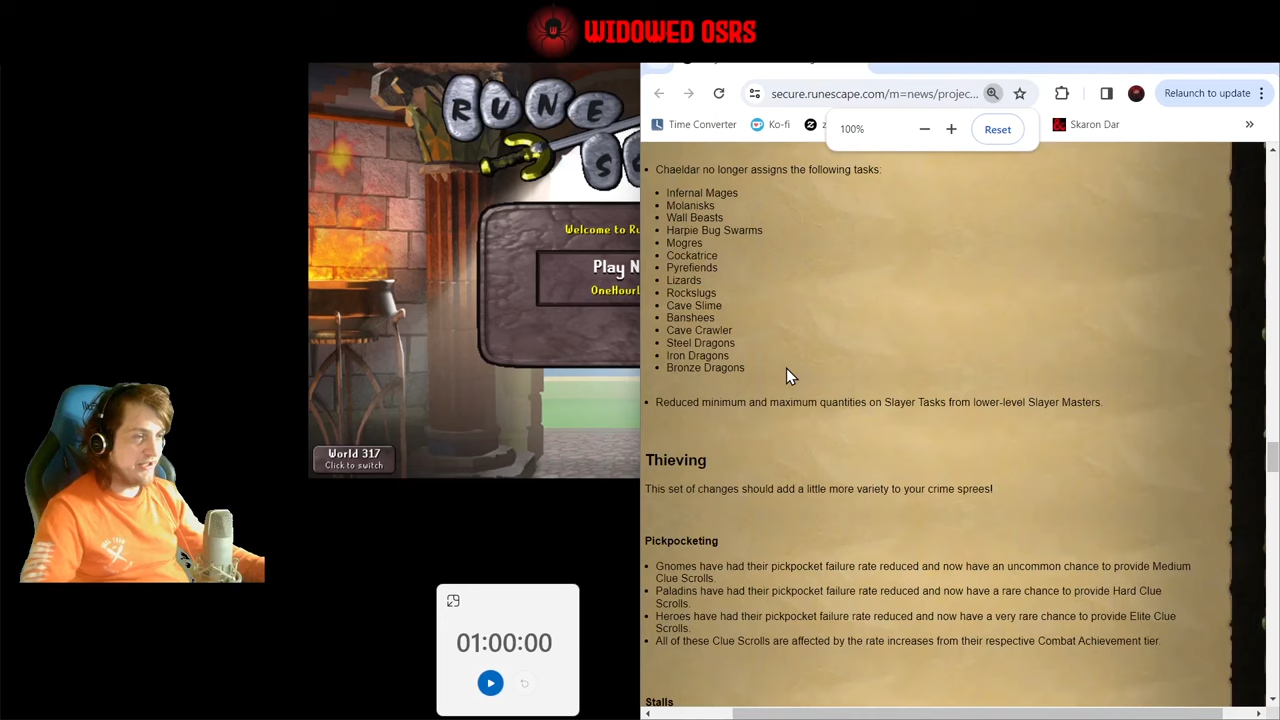 WIDOWED OSRS
secure.runescape.com/m=news/projec...
Relaunch to update
Time Converter
Ko-fi
z
100%
Reset
Skaron Dar
RUNE
SC
Welcome to Ru
Play N
OneHourL
World 317
Click to switch
Chaeldar no longer assigns the following tasks:
Infernal Mages
Molanisks
Wall Beasts
Harpie Bug Swarms
Mogres
Cockatrice
Pyrefiends
Lizards
Rockslugs
Cave Slime
Banshees
Cave Crawler
Steel Dragons
Iron Dragons
Bronze Dragons
Reduced minimum and maximum quantities on Slayer Tasks from lower-level Slayer Masters.
Thieving
This set of changes should add a little more variety to your crime sprees!
Pickpocketing
Gnomes have had their pickpocket failure rate reduced and now have an uncommon chance to provide Medium
Clue Scrolls.
Paladins have had their pickpocket failure rate reduced and now have a rare chance to provide Hard Clue
Scrolls.
Heroes have had their pickpocket failure rate reduced and now have a very rare chance to provide Elite Clue
Scrolls.
All of these Clue Scrolls are affected by the rate increases from their respective Combat Achievement tier.
Stalls
01:00:00